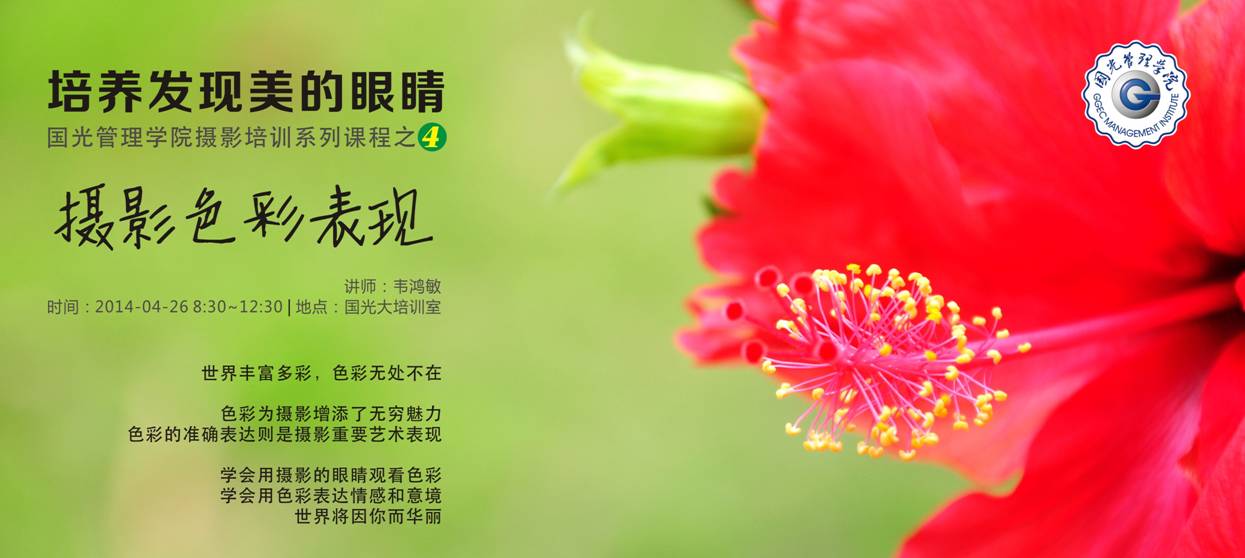 培养发现美的眼睛
国光管理学院摄影培训系列课程之4
摄影色彩表现
讲师：韦鸿敏
时间：2014-04-26 8:30~12:30 | 地点：国光大培训室
世界丰富多彩，色彩无处不在
色彩为摄影增添了无穷魅力
色彩的准确表达则是摄影重要艺术表现
学会用摄影的眼睛观看色彩
学会用色彩表达情感和意境
世界将因你而华丽
国光管理学院
GGEC MANAGEMENT INSTITUTE